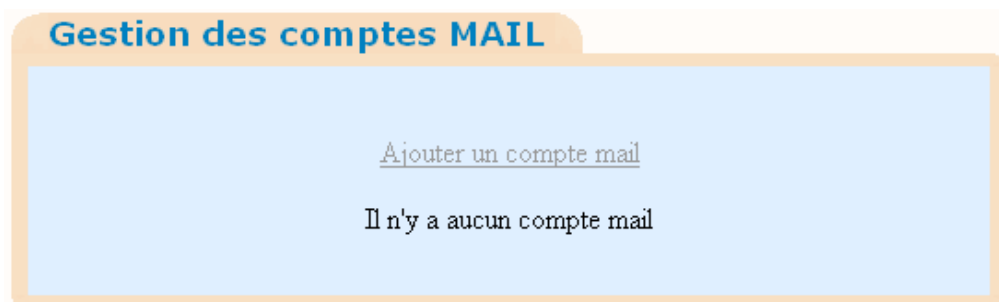 Gestion des comptes MAIL
Ajouter un compte mail
Il n'y a aucun compte mail